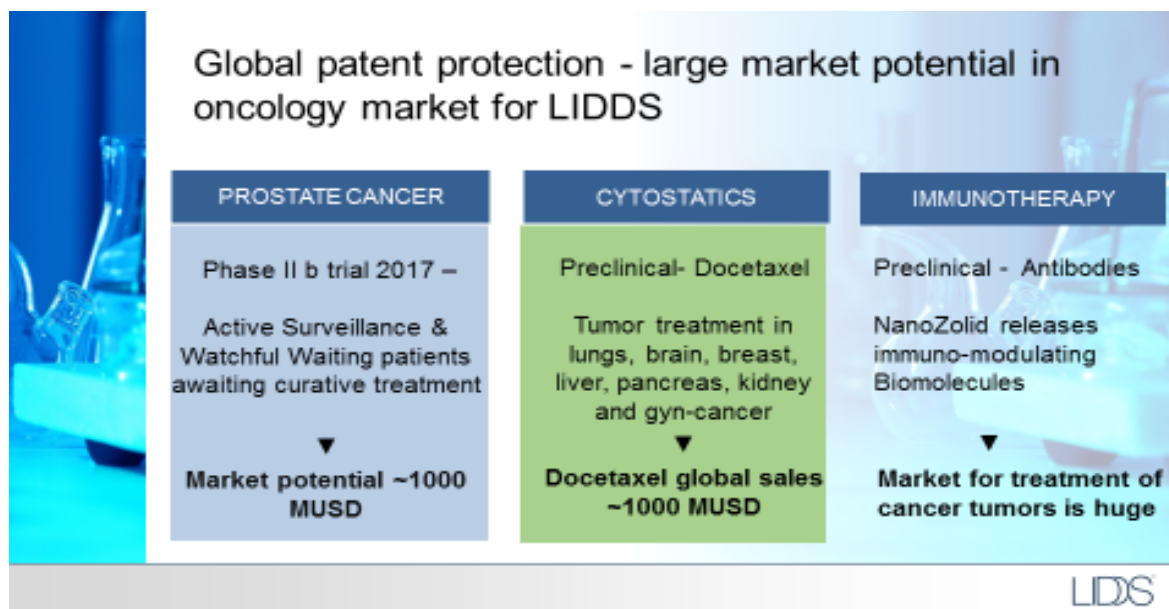 Global patent protection - large market potential in
oncology market for LIDDS
PROSTATE CANCER
Phase II b trial 2017 –
Active Surveillance &
Watchful Waiting patients
awaiting curative treatment
▼
Market potential ~1000
MUSD
CYTOSTATICS
Preclinical- Docetaxel
Tumor treatment in
lungs, brain, breast,
liver, pancreas, kidney
and gyn-cancer
▼
Docetaxel global sales
~1000 MUSD
IMMUNOTHERAPY
Preclinical - Antibodies
NanoZolid releases
immuno-modulating
Biomolecules
▼
Market for treatment of
cancer tumors is huge
LIDDS